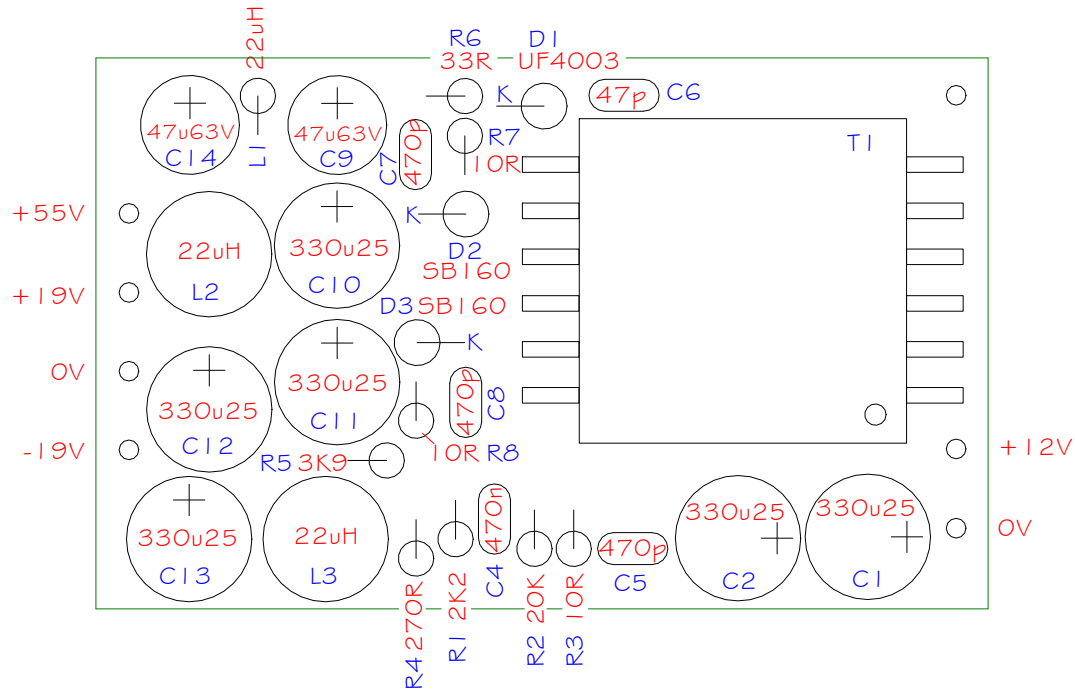 22uH
R6 D1
33R UF4003
K
47p C6
47u63V
C14
L1
47u63V
C9
C7
470p
R7
10R
T1
+55V
K
22uH
L2
330u25
C10
D2
SB160
+19V
D3 SB160
K
0V
330u25
C12
330u25
C11
470p
C8
-19V
R5 3K9
10R R8
+12V
330u25
C13
22uH
L3
470n
C4
470p
C5
330u25
C2
330u25
C1
0V
R4 270R
R1 2K2
R2 20K
R3 10R